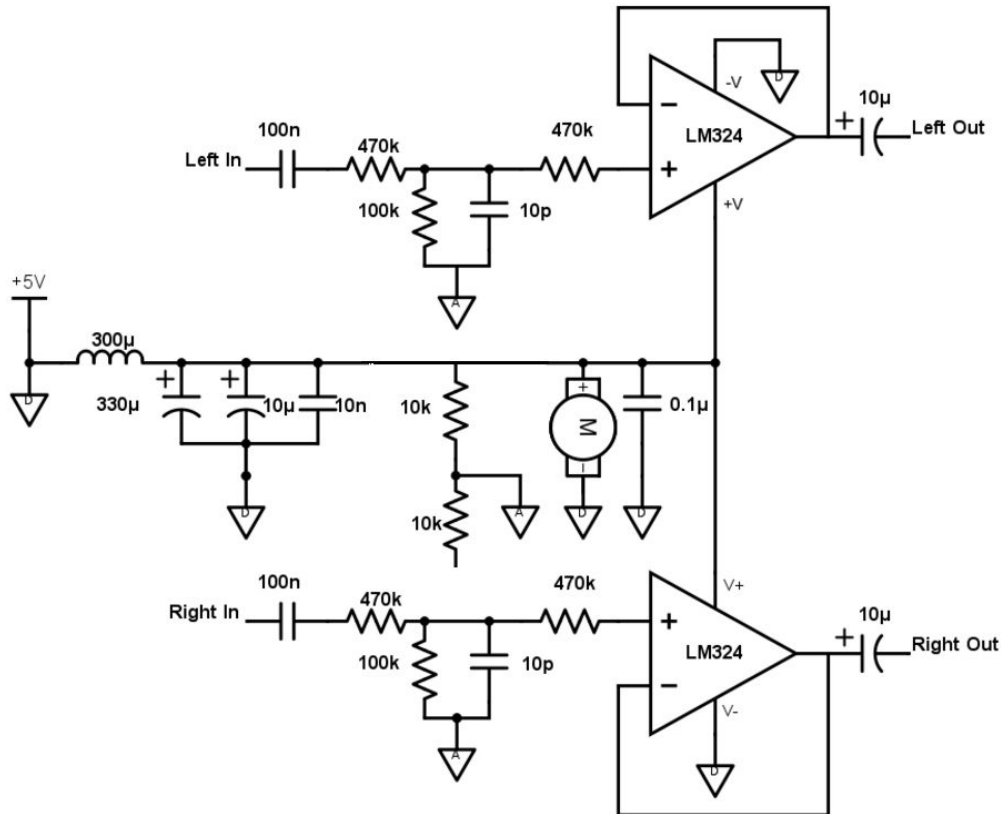 -V
D
10µ
LM324
Left Out
100n
470k
470k
Left In
100k
10p
+V
A
+5V
300µ
330µ
10µ
10n
10k
M
0.1µ
D
D
A
D
D
10k
100n
470k
470k
V+
10µ
Right In
LM324
Right Out
100k
10p
V-
A
D